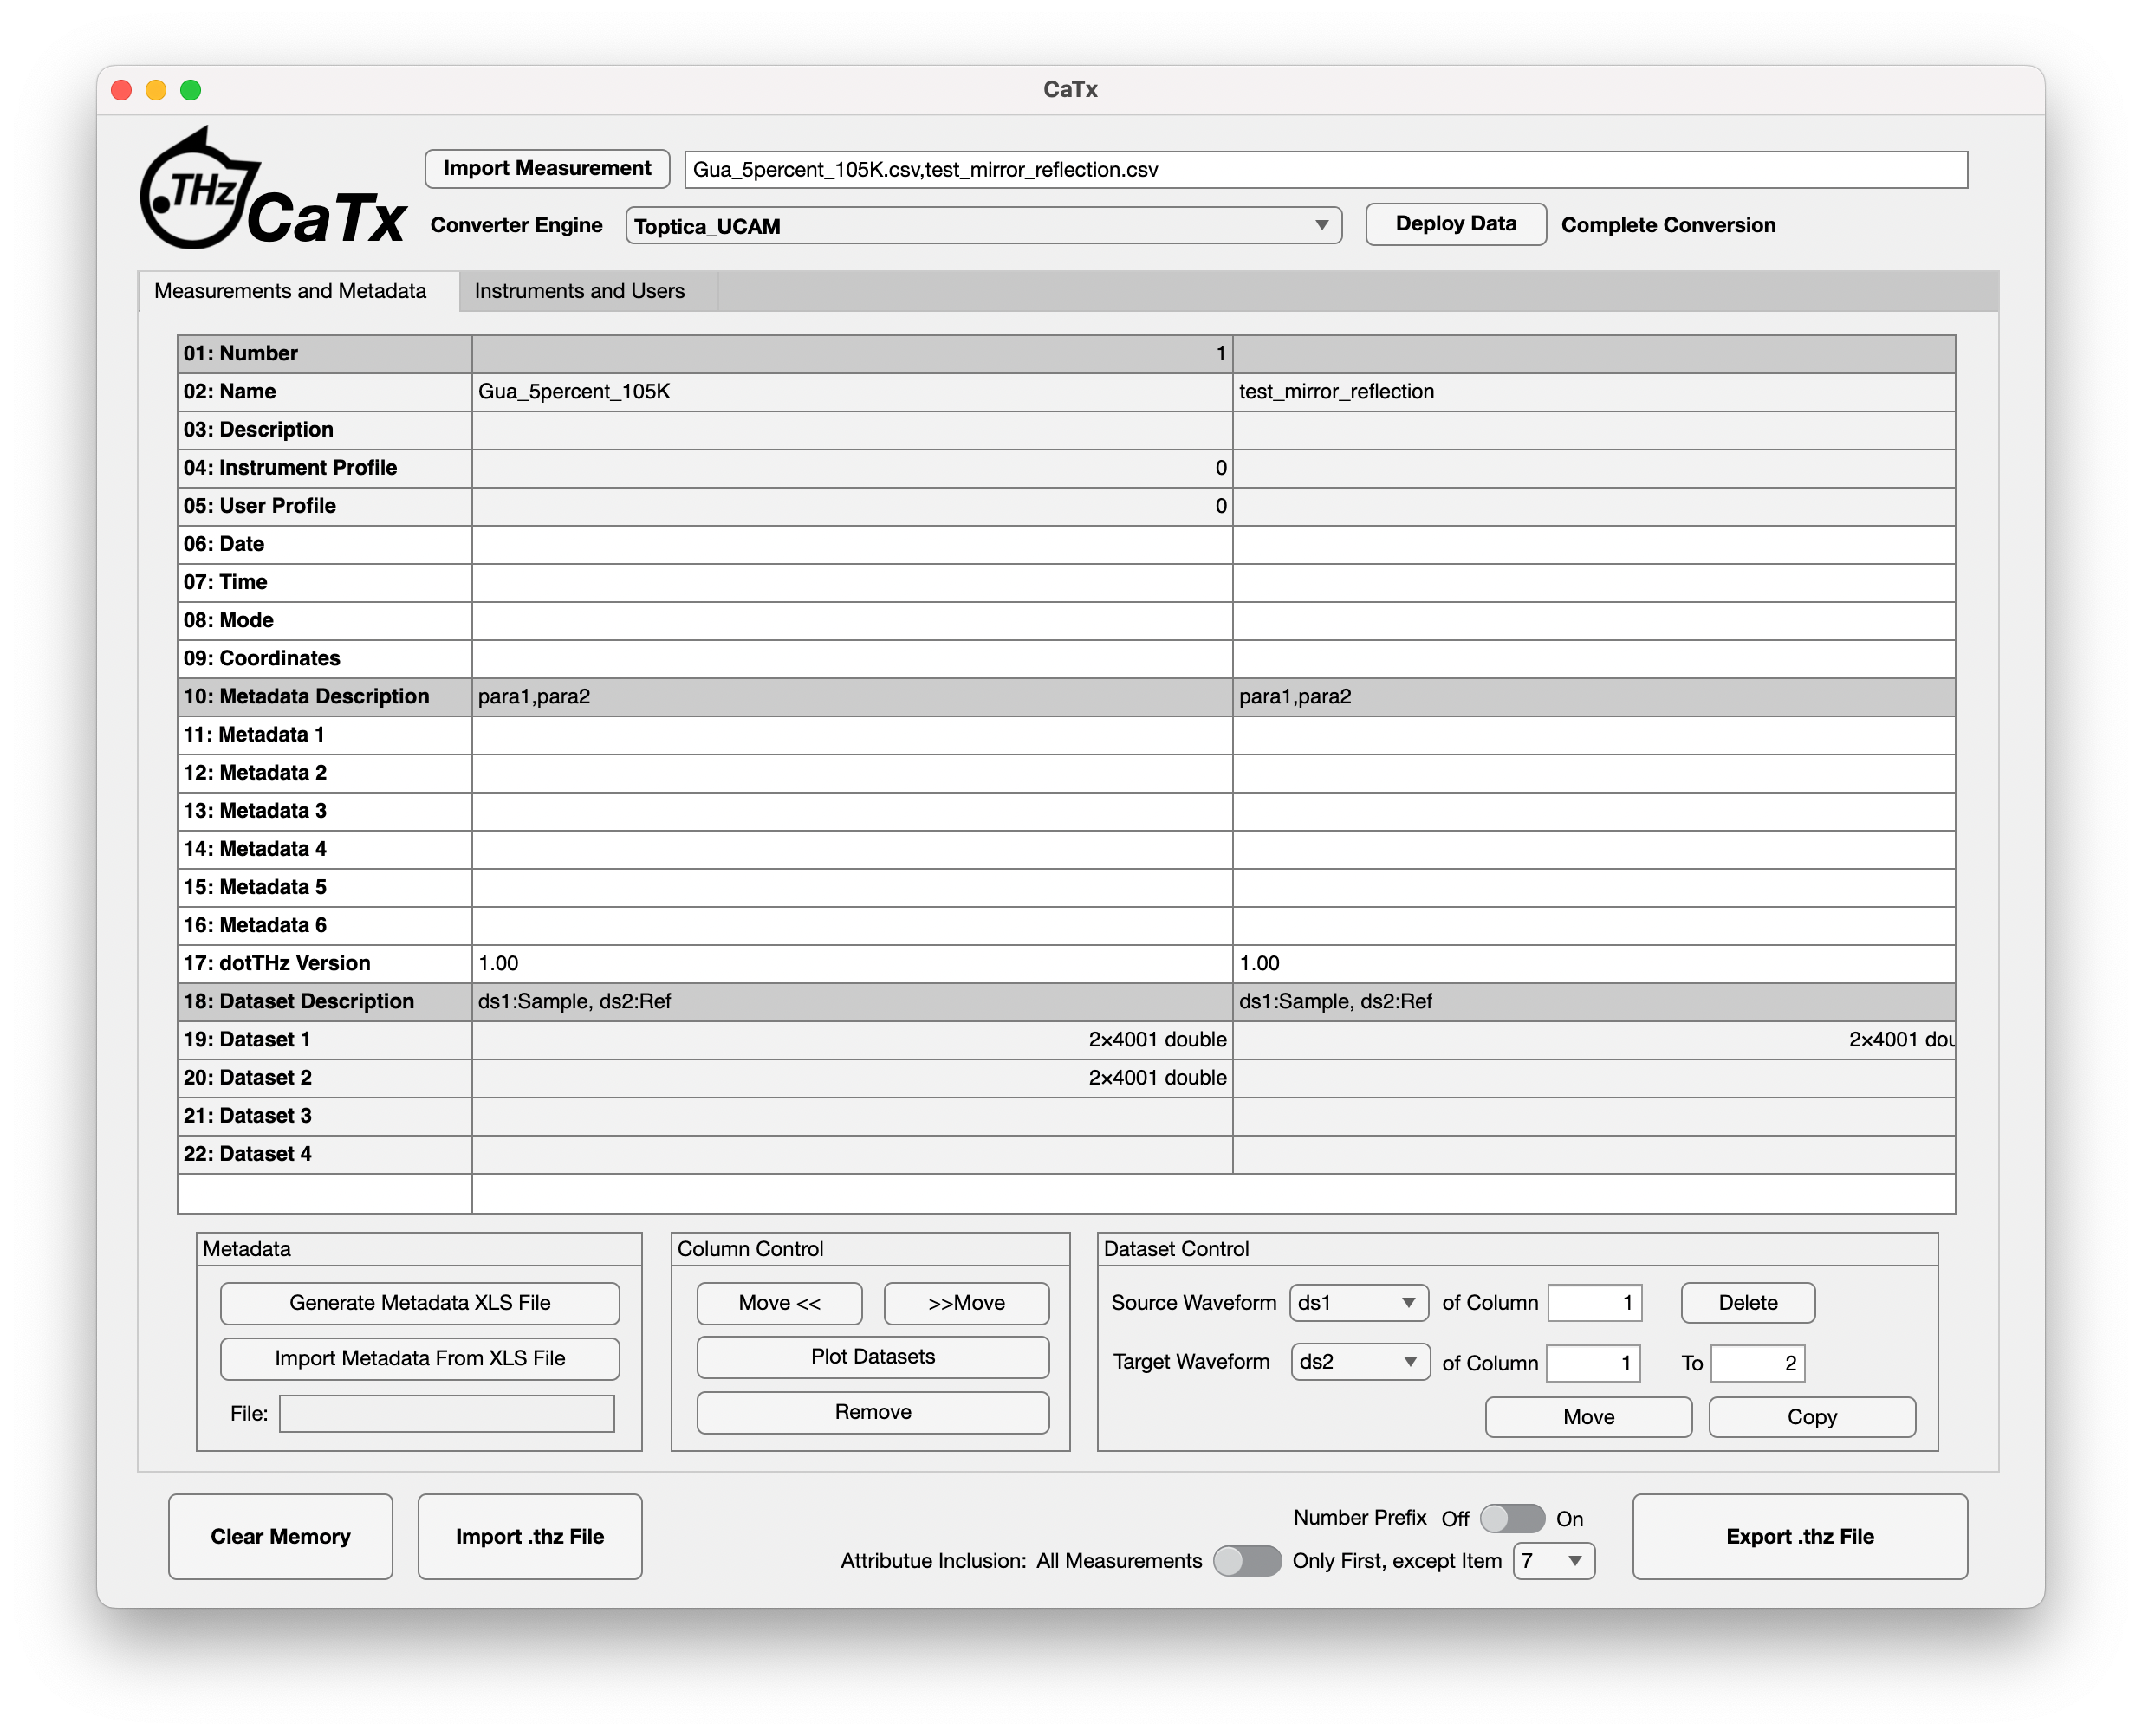 CaTx
.THz CaTx
Import Measurement Gua_5percent_105K.csv,test_mirror_reflection.csv
Converter Engine Toptica_UCAM Deploy Data Complete Conversion
Measurements and Metadata Instruments and Users
01: Number 1
02: Name Gua_5percent_105K test_mirror_reflection
03: Description
04: Instrument Profile 0
05: User Profile 0
06: Date
07: Time
08: Mode
09: Coordinates
10: Metadata Description para1,para2 para1,para2
11: Metadata 1
12: Metadata 2
13: Metadata 3
14: Metadata 4
15: Metadata 5
16: Metadata 6
17: dotTHz Version 1.00 1.00
18: Dataset Description ds1:Sample, ds2:Ref ds1:Sample, ds2:Ref
19: Dataset 1 2×4001 double 2×4001 dou
20: Dataset 2 2×4001 double
21: Dataset 3
22: Dataset 4
Metadata
Generate Metadata XLS File
Import Metadata From XLS File
File:
Column Control
Move << >>Move
Plot Datasets
Remove
Dataset Control
Source Waveform ds1 of Column 1 Delete
Target Waveform ds2 of Column 1 To 2
Move Copy
Clear Memory Import .thz File
Number Prefix Off On
Attributue Inclusion: All Measurements Only First, except Item 7
Export .thz File